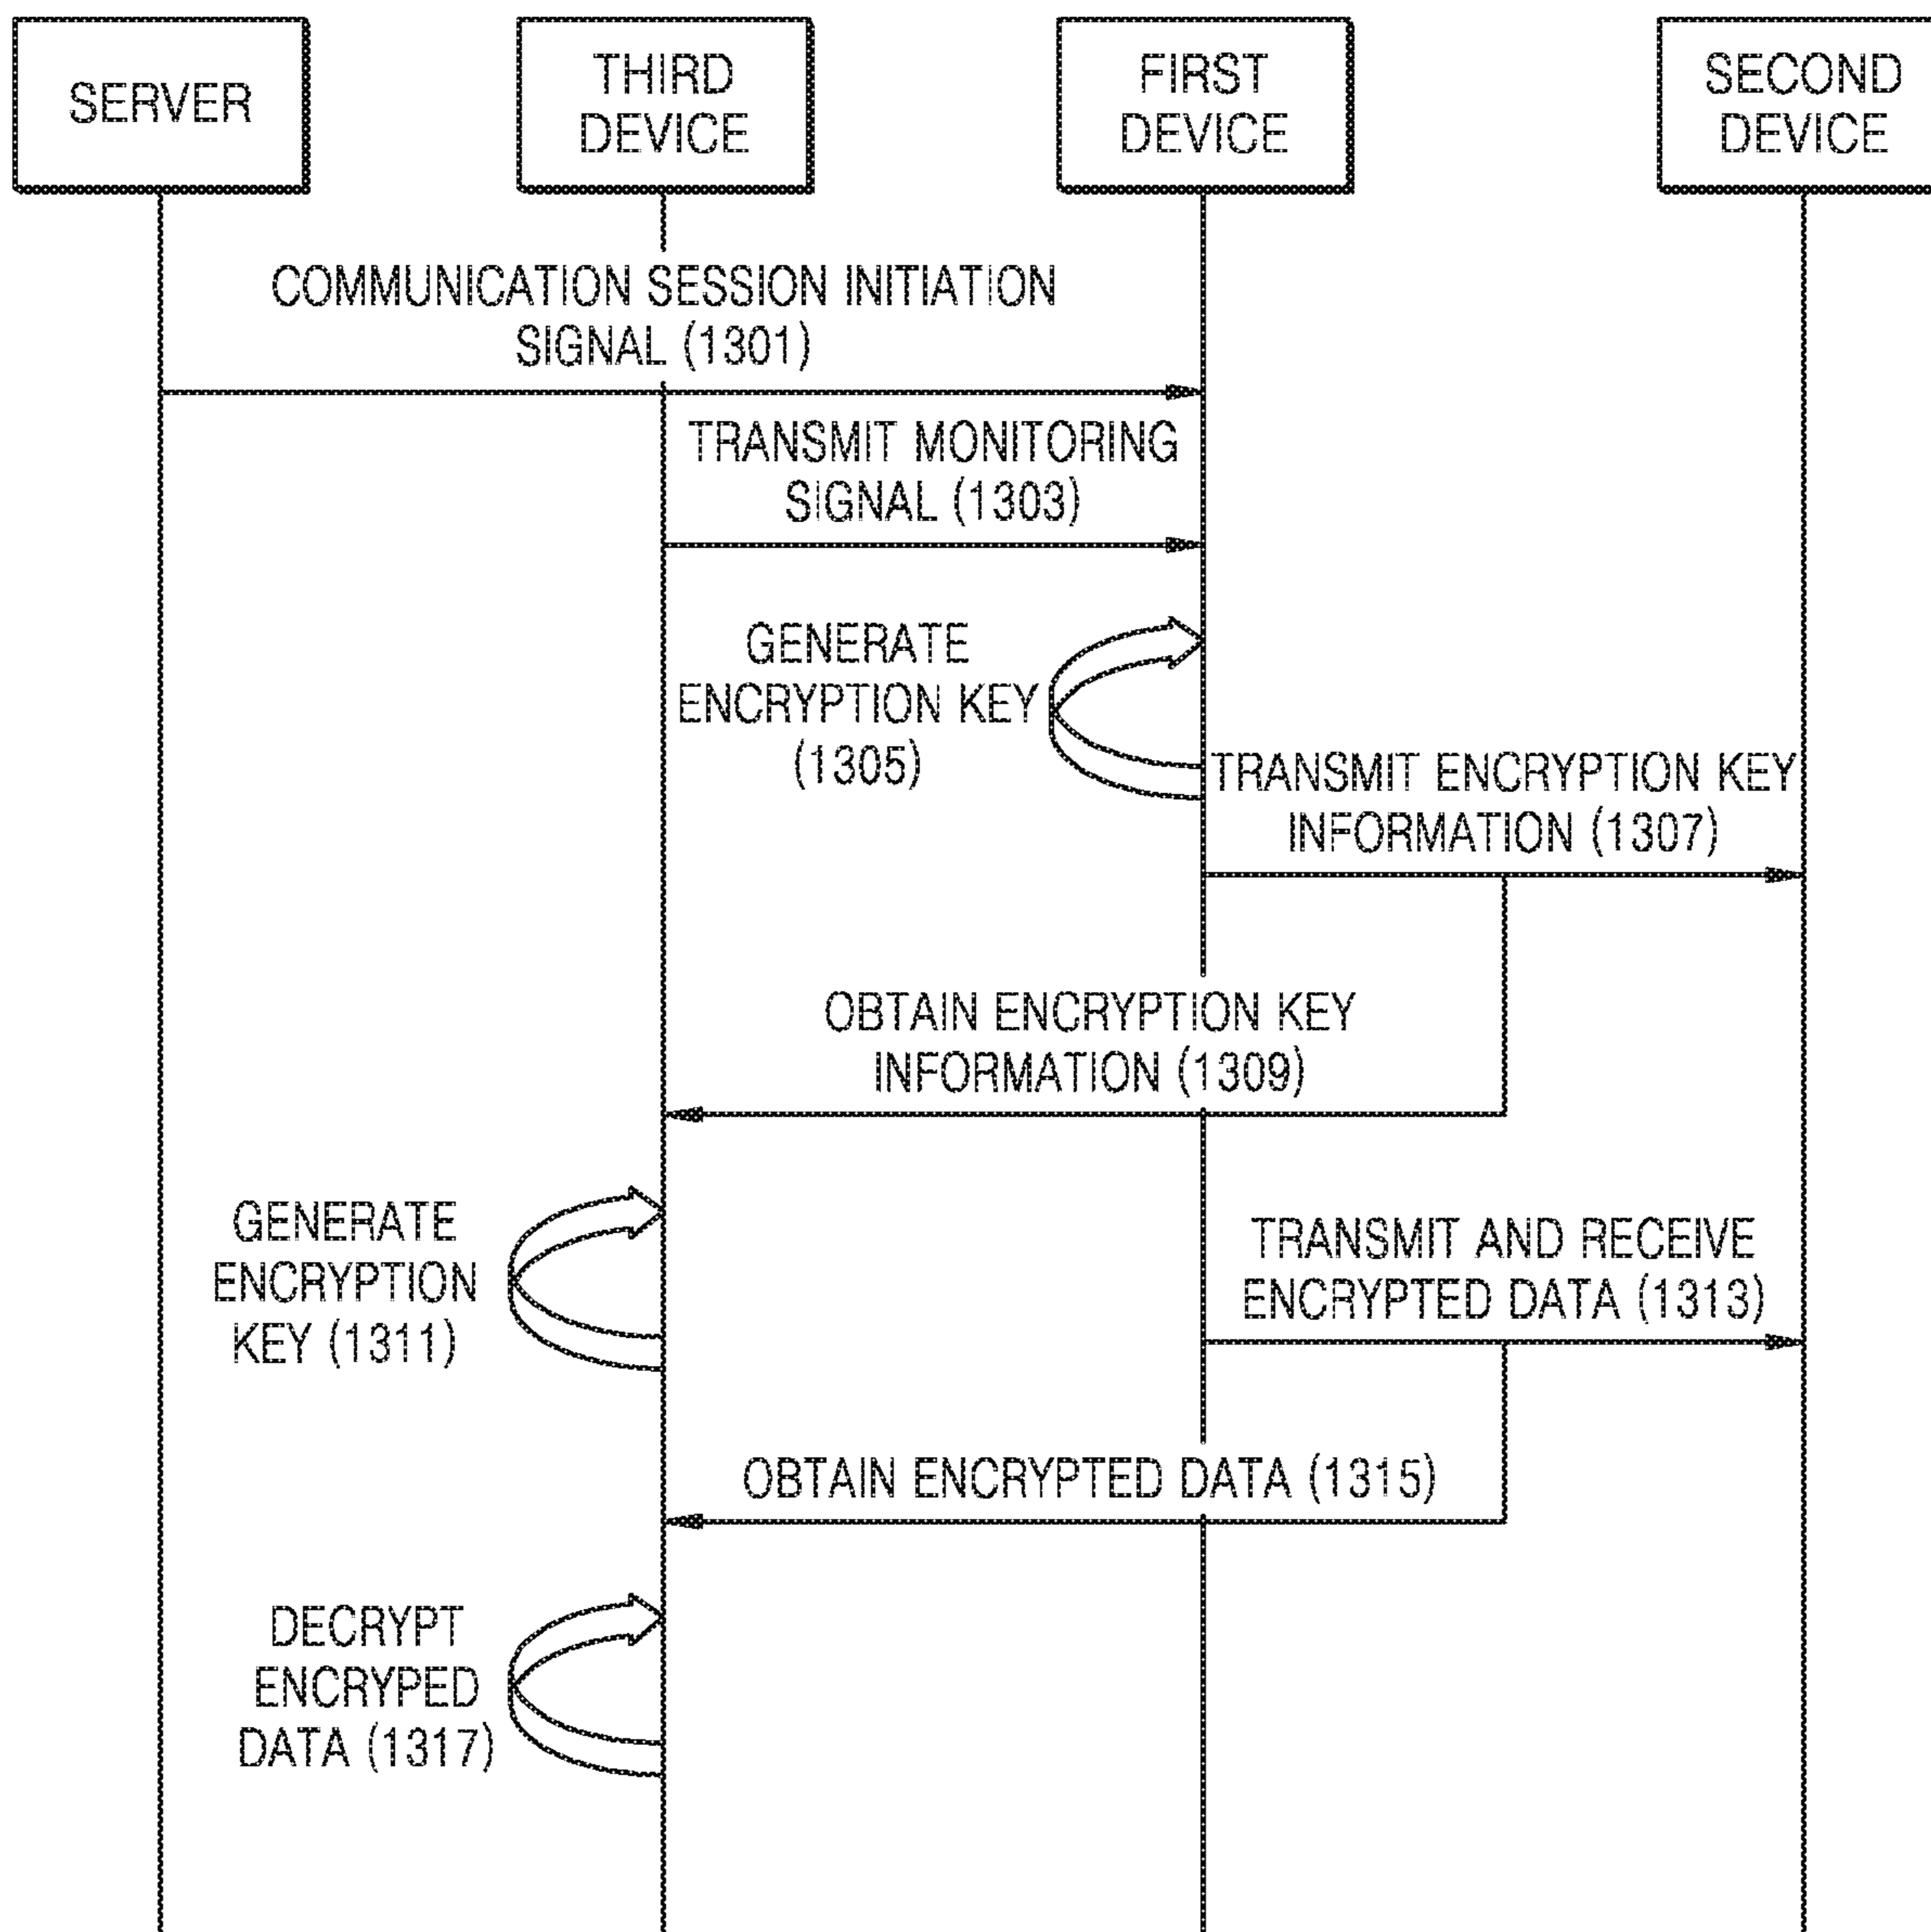 SERVER
THIRD
DEVICE
FIRST
DEVICE
SECOND
DEVICE
COMMUNICATION SESSION INITIATION
SIGNAL (1301)
TRANSMIT MONITORING
SIGNAL (1303)
GENERATE
ENCRYPTION KEY
(1305)
TRANSMIT ENCRYPTION KEY
INFORMATION (1307)
OBTAIN ENCRYPTION KEY
INFORMATION (1309)
GENERATE
ENCRYPTION
KEY (1311)
TRANSMIT AND RECEIVE
ENCRYPTED DATA (1313)
OBTAIN ENCRYPTED DATA (1315)
DECRYPT
ENCRYPED
DATA (1317)